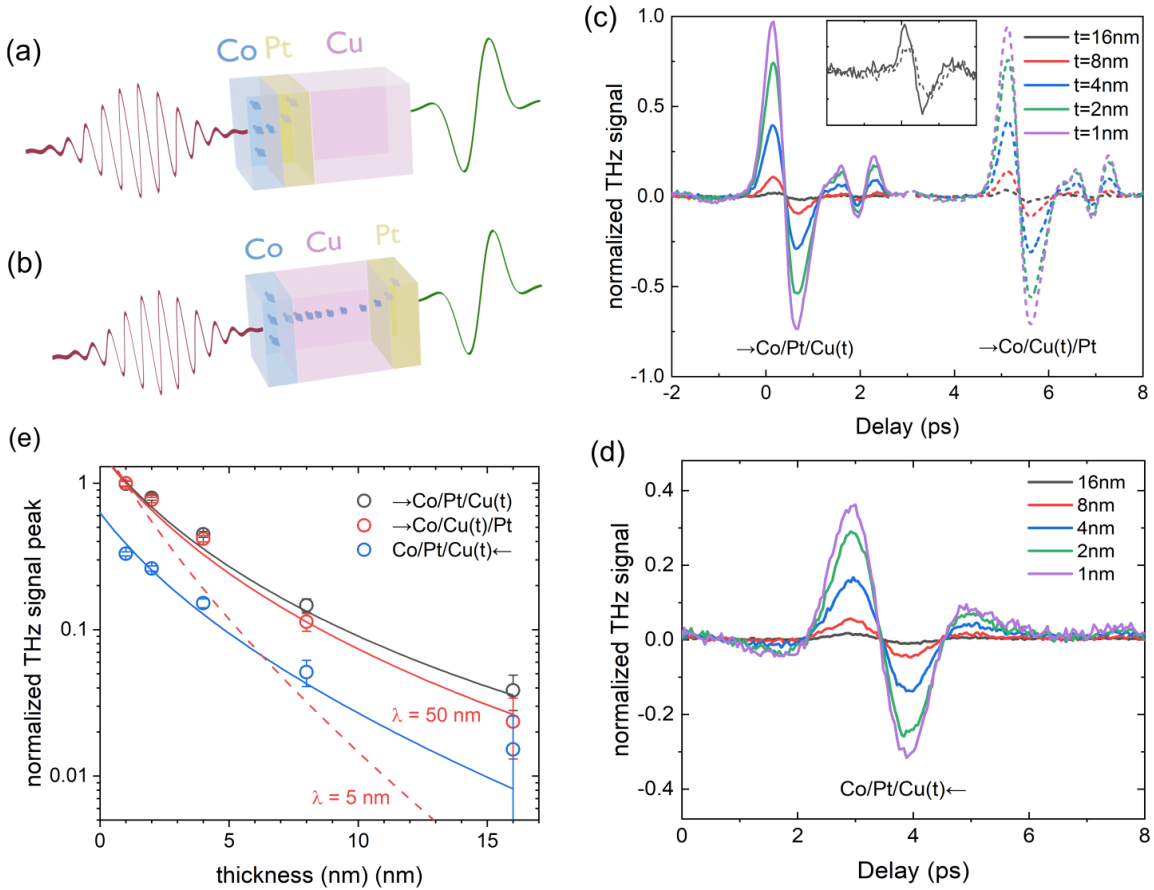 (a)
Co Pt Cu
(b)
Co Cu Pt
(c)
normalized THz signal
1.0
0.5
0.0
-0.5
-1.0
t=16nm
t=8nm
t=4nm
t=2nm
t=1nm
→Co/Pt/Cu(t)
→Co/Cu(t)/Pt
-2 0 2 4 6 8
Delay (ps)
(e)
normalized THz signal peak
1
0.1
0.01
→Co/Pt/Cu(t)
→Co/Cu(t)/Pt
Co/Pt/Cu(t)←
λ = 50 nm
λ = 5 nm
0 5 10 15
thickness (nm) (nm)
(d)
normalized THz signal
0.4
0.2
0.0
-0.2
-0.4
16nm
8nm
4nm
2nm
1nm
Co/Pt/Cu(t)←
0 2 4 6 8
Delay (ps)